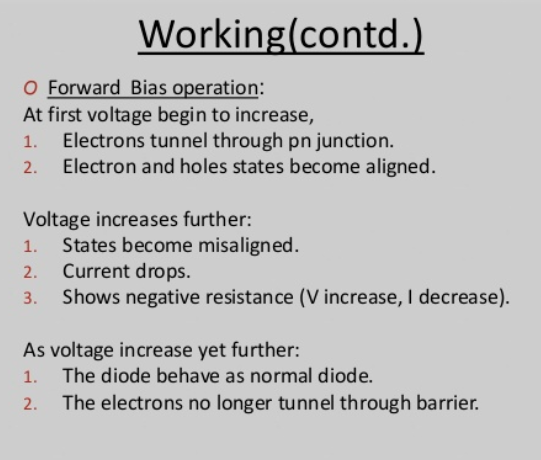 Working(contd.)
O Forward Bias operation:
At first voltage begin to increase,
1. Electrons tunnel through pn junction.
2. Electron and holes states become aligned.
Voltage increases further:
1. States become misaligned.
2. Current drops.
3. Shows negative resistance (V increase, I decrease).
As voltage increase yet further:
1. The diode behave as normal diode.
2. The electrons no longer tunnel through barrier.